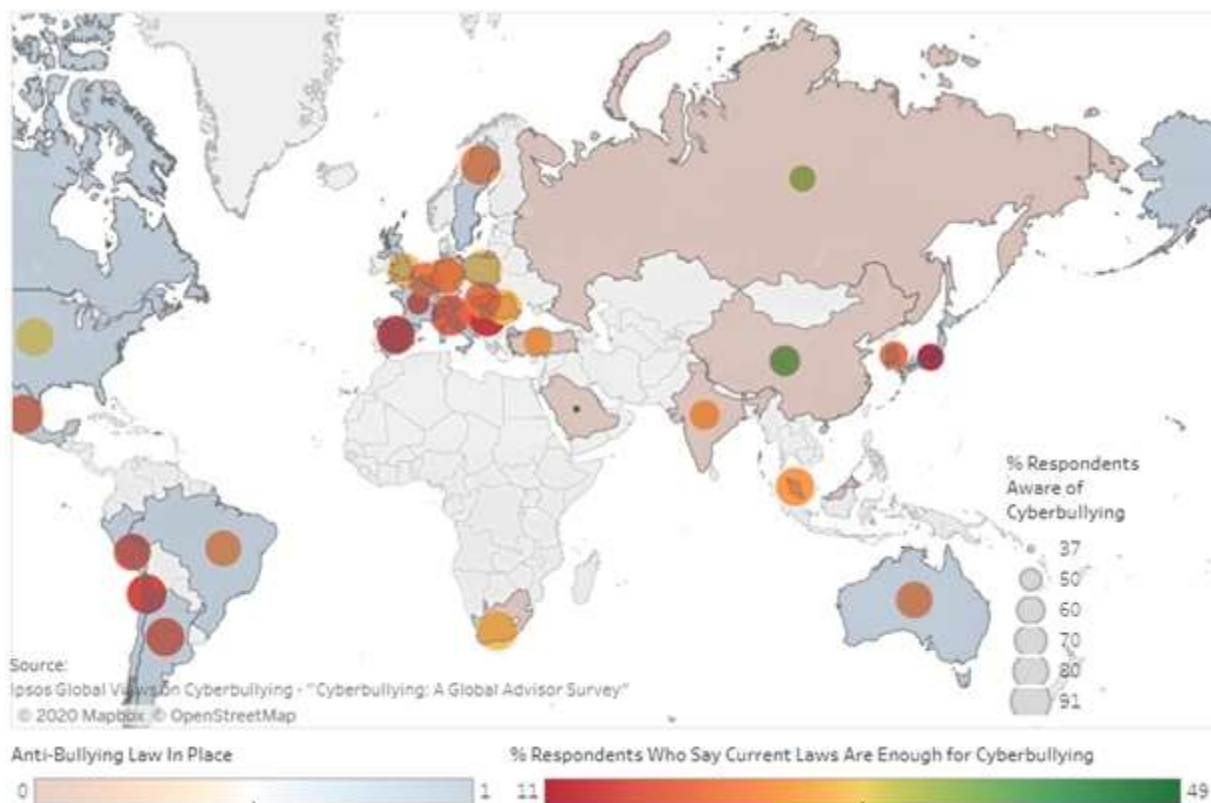 % Respondents
Aware of
Cyberbullying
37
50
60
70
80
91
Source:
Ipsos Global Views on Cyberbullying - "Cyberbullying: A Global Advisor Survey"
© 2020 Mapbox © OpenStreetMap
Anti-Bullying Law In Place
0 1
% Respondents Who Say Current Laws Are Enough for Cyberbullying
11 49